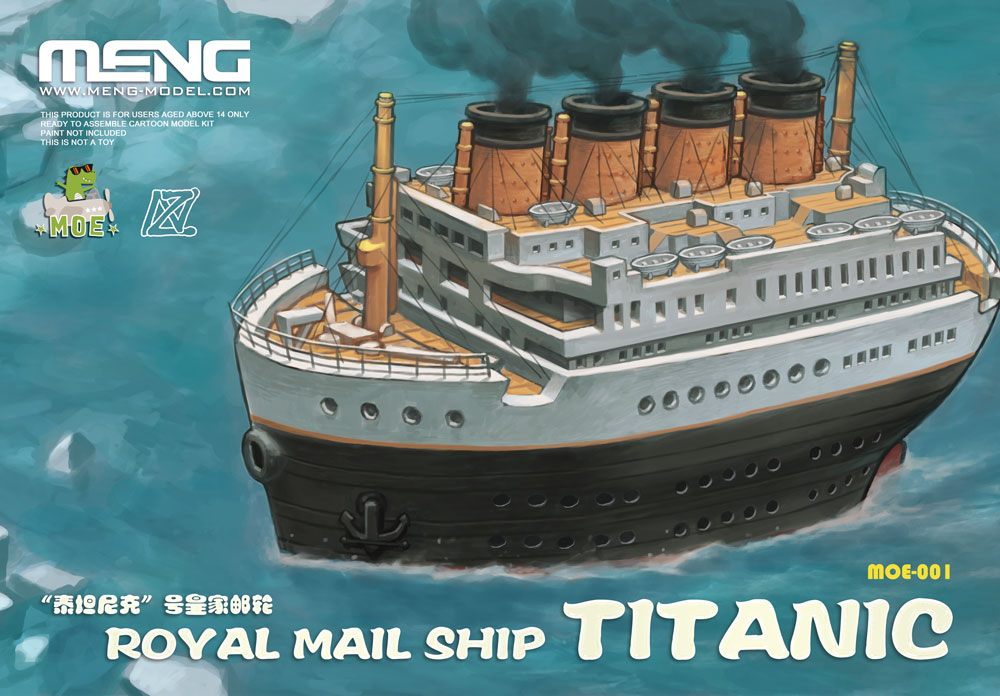 MENG
WWW.MENG-MODEL.COM
THIS PRODUCT IS FOR USERS AGED ABOVE 14 ONLY
READY TO ASSEMBLE CARTOON MODEL KIT
PAINT NOT INCLUDED
THIS IS NOT A TOY
MOE
MOE-001
“泰坦尼克”号皇家邮轮
ROYAL MAIL SHIP TITANIC